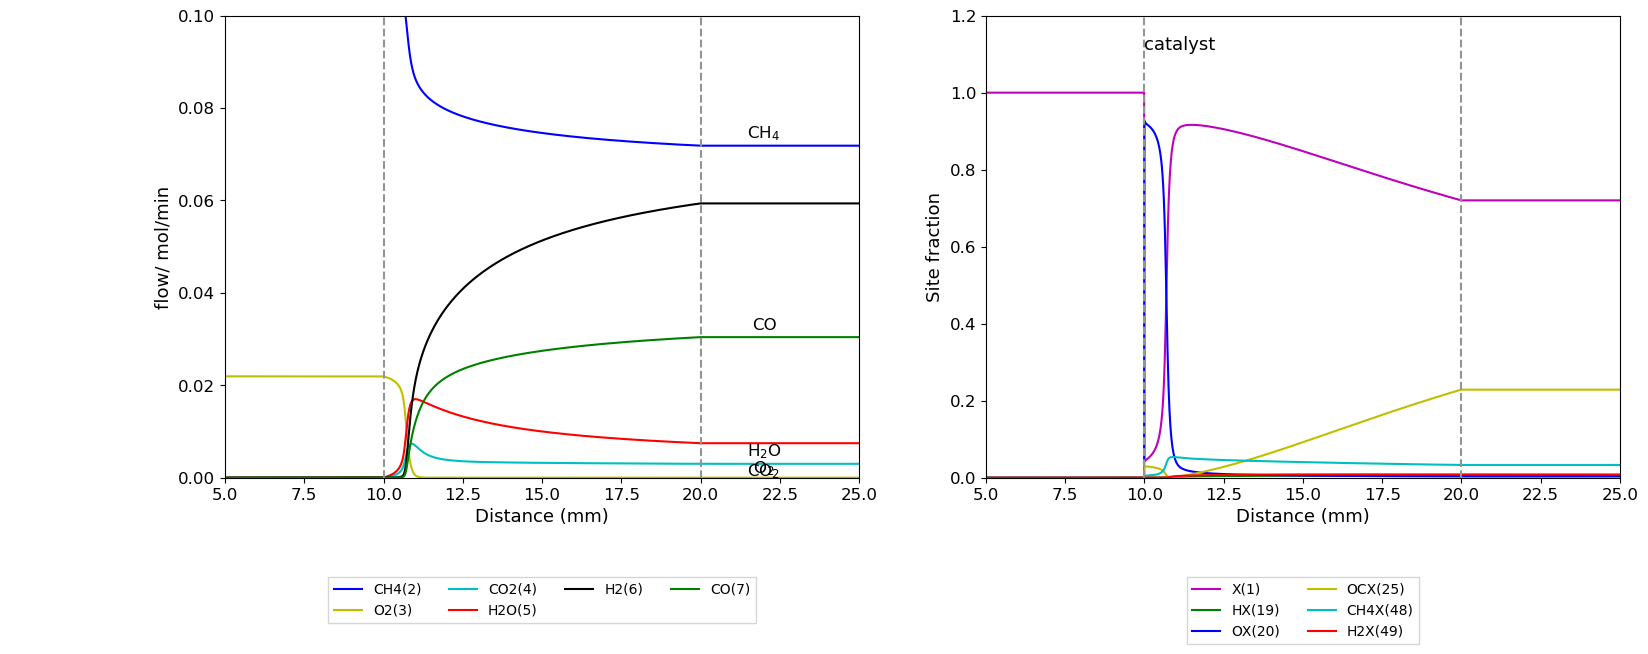 0.10
0.08
0.06
0.04
0.02
0.00
flow/ mol/min
CH₄
CO
H₂O
O₂
CO₂
5.0 7.5 10.0 12.5 15.0 17.5 20.0 22.5 25.0
Distance (mm)
CH4(2) CO2(4) H2(6) CO(7)
O2(3) H2O(5)
1.2
1.0
0.8
0.6
0.4
0.2
0.0
Site fraction
catalyst
5.0 7.5 10.0 12.5 15.0 17.5 20.0 22.5 25.0
Distance (mm)
X(1) OCX(25)
HX(19) CH4X(48)
OX(20) H2X(49)